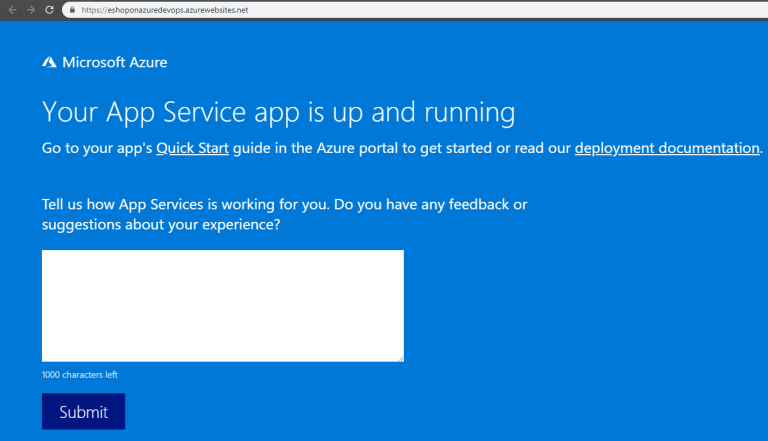 https://eshoponazuredevops.azurewebsites.net
Microsoft Azure
Your App Service app is up and running
Go to your app's Quick Start guide in the Azure portal to get started or read our deployment documentation.
Tell us how App Services is working for you. Do you have any feedback or
suggestions about your experience?
1000 characters left
Submit